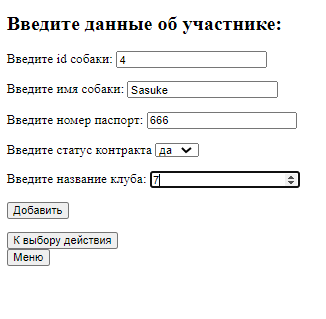 Введите данные об участнике:
Введите id собаки: 4
Введите имя собаки: Sasuke
Введите номер паспорт: 666
Введите статус контракта да
Введите название клуба: 7
Добавить
К выбору действия
Меню